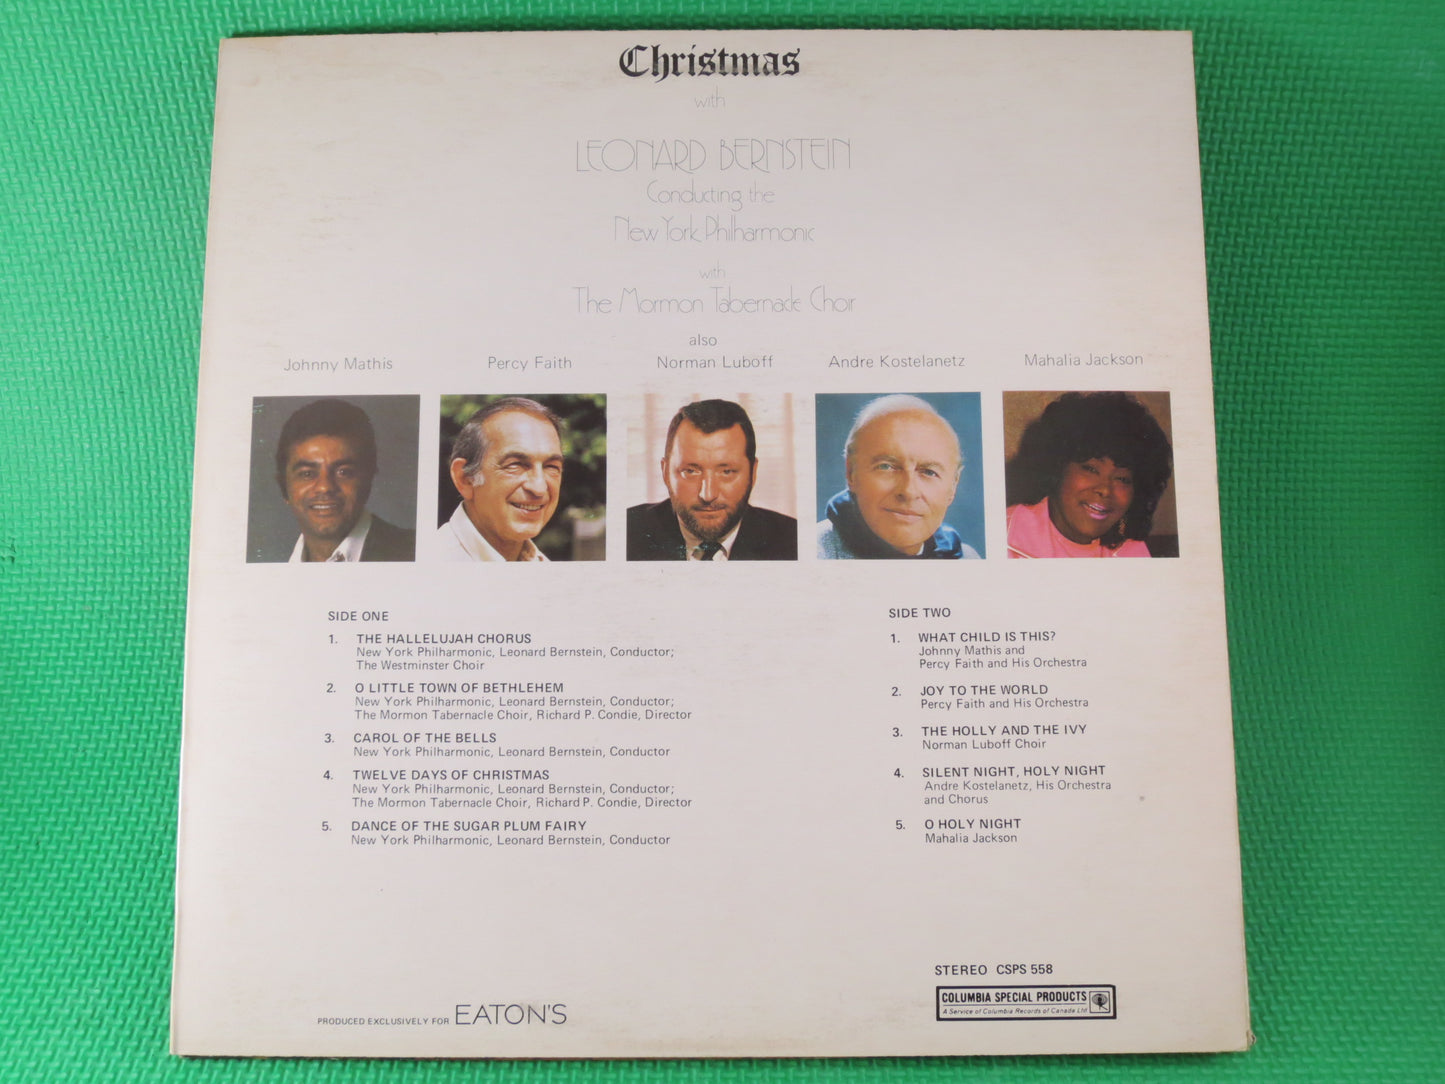 Christmas
with
LEONARD BERNSTEIN
Conducting the
New York Philharmonic
with
The Mormon Tabernacle Choir
also
Johnny Mathis Percy Faith Norman Luboff Andre Kostelanetz Mahalia Jackson
SIDE ONE
1. THE HALLELUJAH CHORUS
New York Philharmonic, Leonard Bernstein, Conductor;
The Westminster Choir
2. O LITTLE TOWN OF BETHLEHEM
New York Philharmonic, Leonard Bernstein, Conductor;
The Mormon Tabernacle Choir, Richard P. Condie, Director
3. CAROL OF THE BELLS
New York Philharmonic, Leonard Bernstein, Conductor
4. TWELVE DAYS OF CHRISTMAS
New York Philharmonic, Leonard Bernstein, Conductor;
The Mormon Tabernacle Choir, Richard P. Condie, Director
5. DANCE OF THE SUGAR PLUM FAIRY
New York Philharmonic, Leonard Bernstein, Conductor
SIDE TWO
1. WHAT CHILD IS THIS?
Johnny Mathis and
Percy Faith and His Orchestra
2. JOY TO THE WORLD
Percy Faith and His Orchestra
3. THE HOLLY AND THE IVY
Norman Luboff Choir
4. SILENT NIGHT, HOLY NIGHT
Andre Kostelanetz, His Orchestra
and Chorus
5. O HOLY NIGHT
Mahalia Jackson
STEREO CSPS 558
COLUMBIA SPECIAL PRODUCTS
A Service of Columbia Records of Canada Ltd
PRODUCED EXCLUSIVELY FOR EATON'S